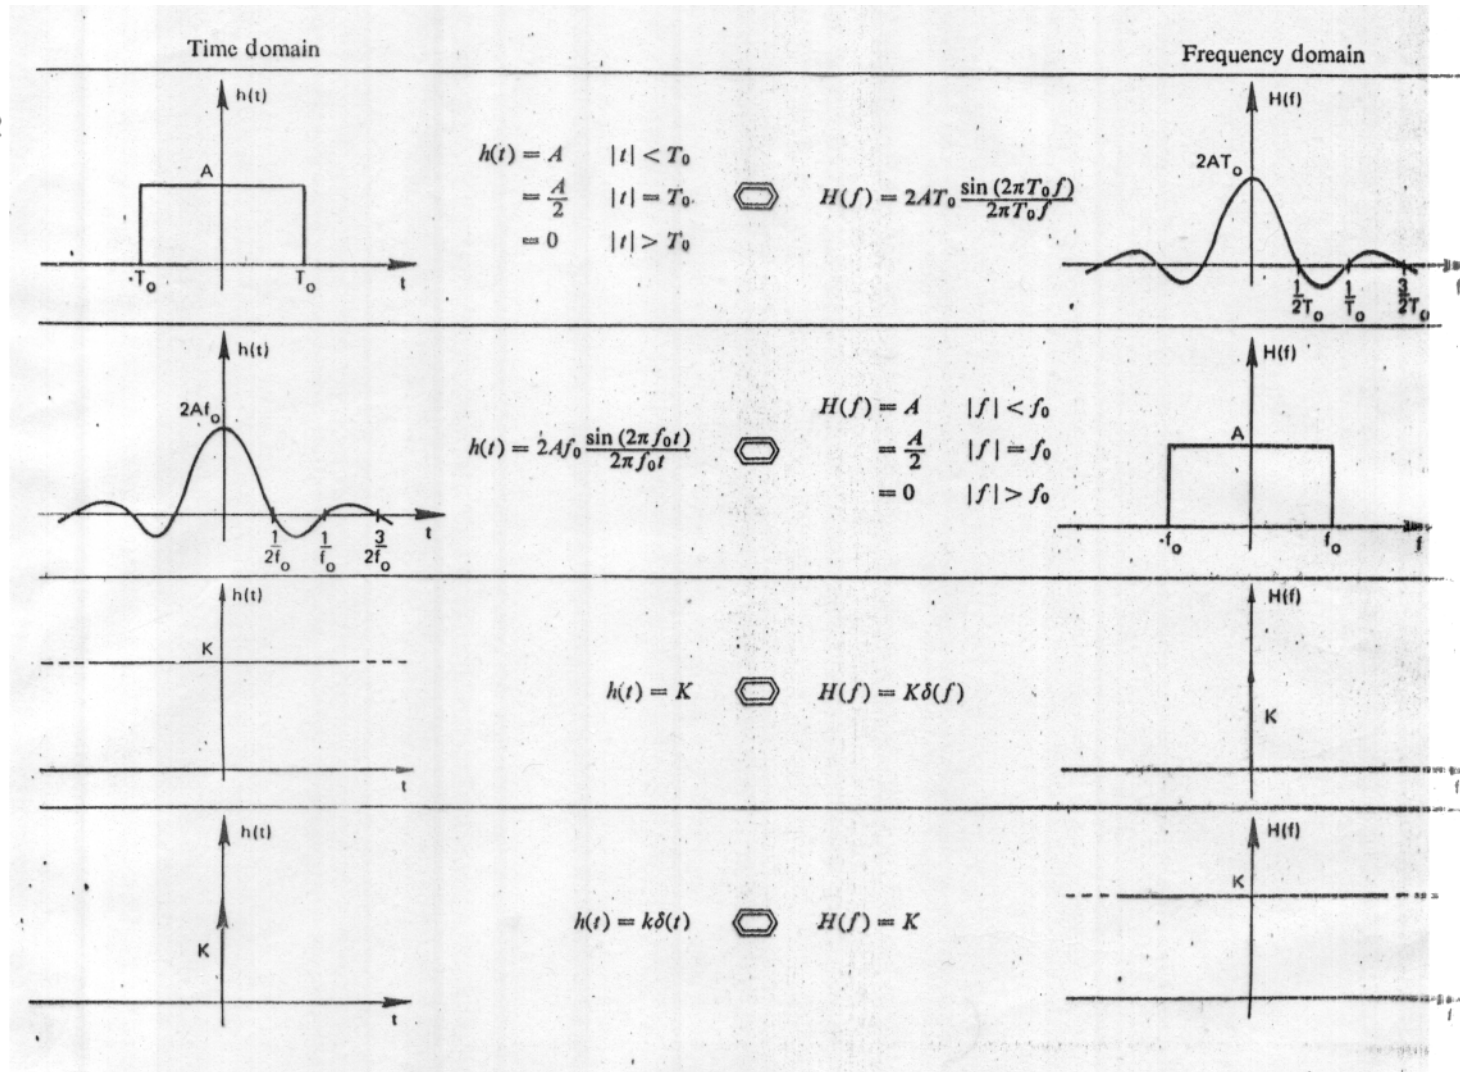 Time domain
Frequency domain
h(t)
A
-T₀
T₀
t
h(t) = A |t| < T₀
= A/2 |t| = T₀
= 0 |t| > T₀
H(f) = 2AT₀ sin (2πT₀f) / 2πT₀f
H(f)
2AT₀
1/2T₀
1/T₀
3/2T₀
f
h(t)
2Af₀
1/2f₀
1/f₀
3/2f₀
t
h(t) = 2Af₀ sin (2πf₀t) / 2πf₀t
H(f) = A |f| < f₀
= A/2 |f| = f₀
= 0 |f| > f₀
H(f)
A
-f₀
f₀
f
h(t)
K
t
h(t) = K
H(f) = Kδ(f)
H(f)
K
f
h(t)
K
t
h(t) = kδ(t)
H(f) = K
H(f)
K
f